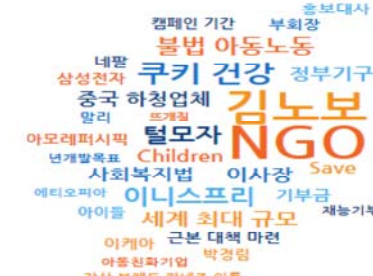 홍보대사
캠페인 기간 부회장
불법 아동노동
네팔
삼성전자 쿠키 건강 정부기구
중국 하청업체 김노보
말리 뜨개질
아모레퍼시픽 털모자 NGO
년개발목표 Children Save
사회복지법 이사장
에티오피아 이니스프리 기부금
아이들 세계 최대 규모 재능기부
이케아 근본 대책 마련
아동친화기업 박경림